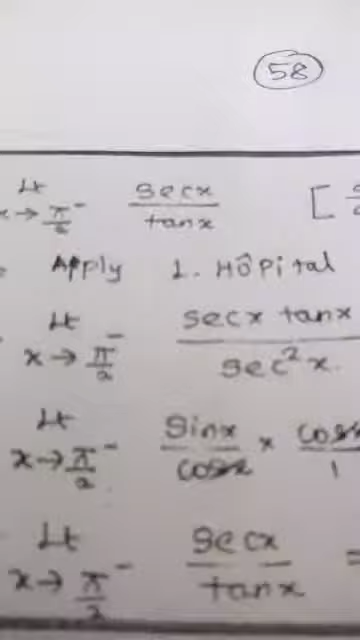 58
Lt x→π/2⁻ secx/tanx [
Apply L. HôPital
Lt x→π/2⁻ secx tanx/sec²x.
Lt x→π/2⁻ sinx/cosx × cosx/1
Lt x→π/2⁻ secx/tanx =